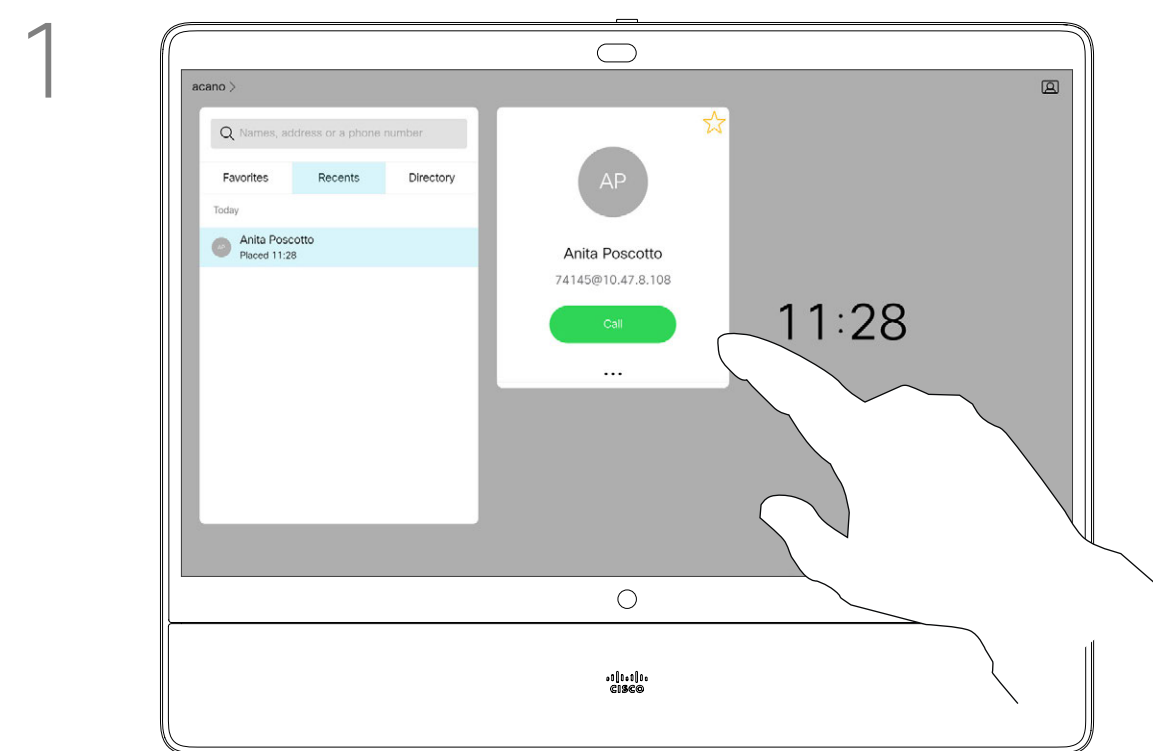 1
acano >
Names, address or a phone number
Favorites Recents Directory
Today
AP
Anita Poscotto
Placed 11:28
AP
Anita Poscotto
74145@10.47.8.108
Call
...
11:28
CISCO